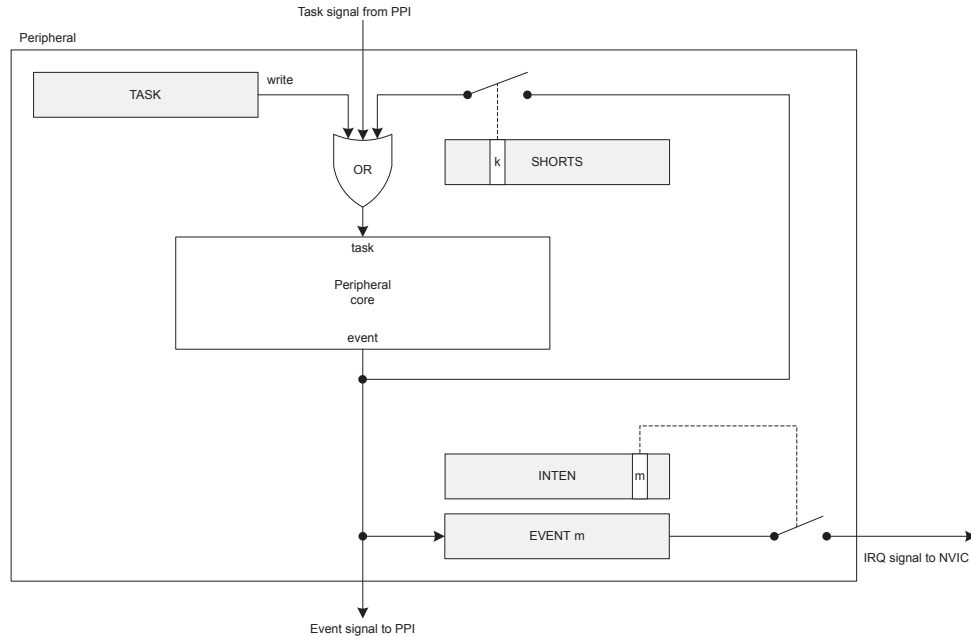 Task signal from PPI
Peripheral
write
TASK
OR
k
SHORTS
task
Peripheral
core
event
INTEN
m
EVENT m
IRQ signal to NVIC
Event signal to PPI